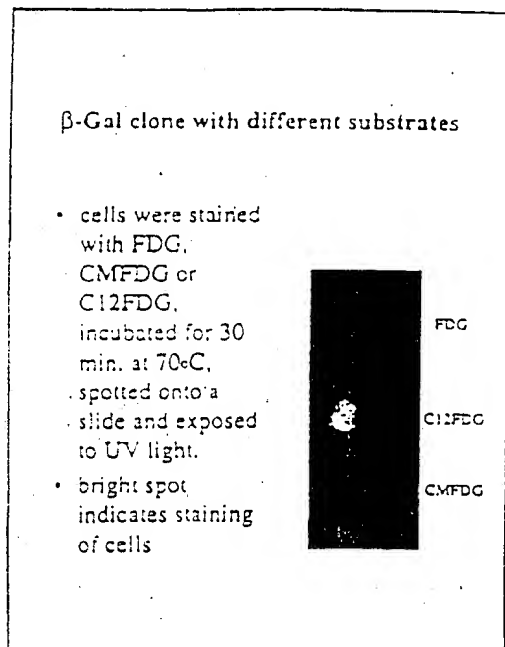 β-Gal clone with different substrates
• cells were stained
with FDG,
CMFDG or
C12FDG,
incubated for 30
min. at 70oC,
spotted onto a
slide and exposed
to UV light.
• bright spot
indicates staining
of cells
FDG
C12FDG
CMFDG